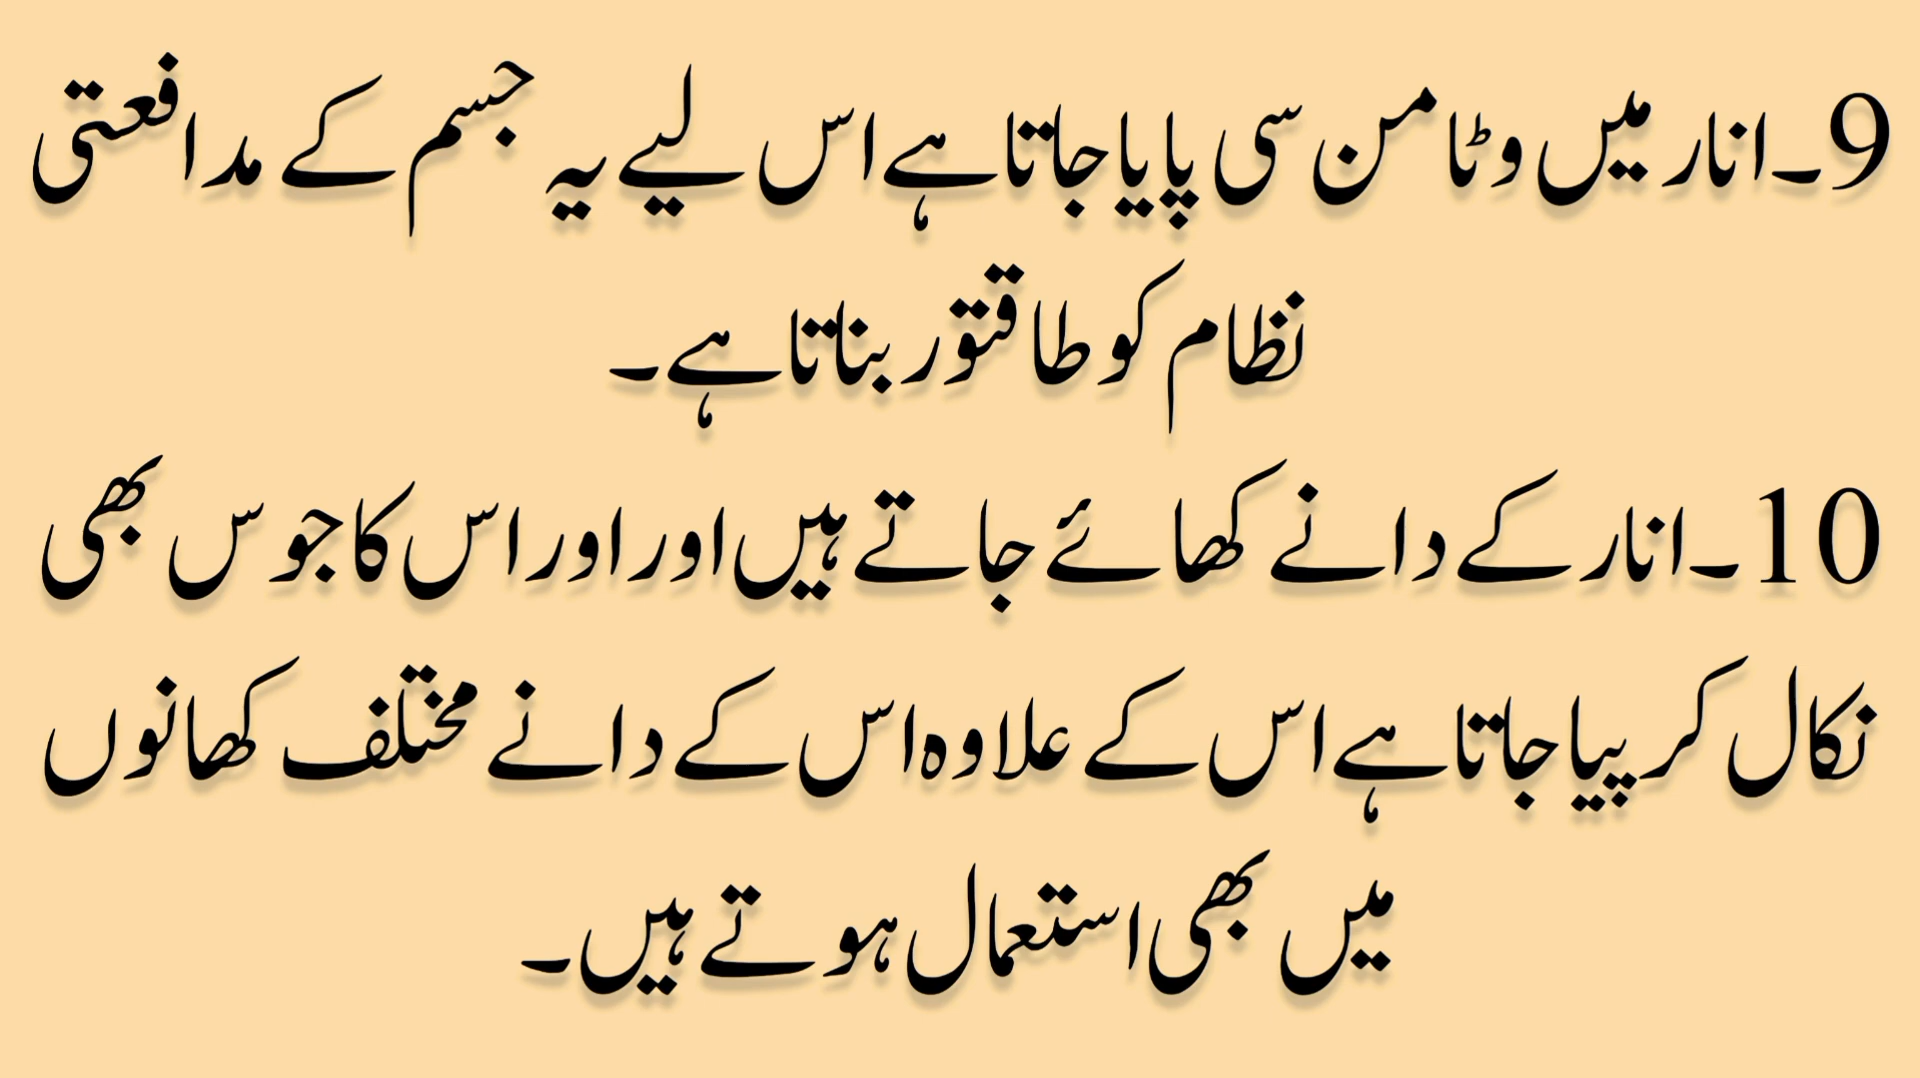 9۔انار میں وٹامن سی پایا جاتا ہے اس لیے یہ جسم کے مدافعتی
نظام کو طاقتور بناتا ہے۔
10۔انار کے دانے کھائے جاتے ہیں اور اور اس کا جوس بھی
نکال کر پیا جاتا ہے اس کے علاوہ اس کے دانے مختلف کھانوں
میں بھی استعمال ہوتے ہیں۔